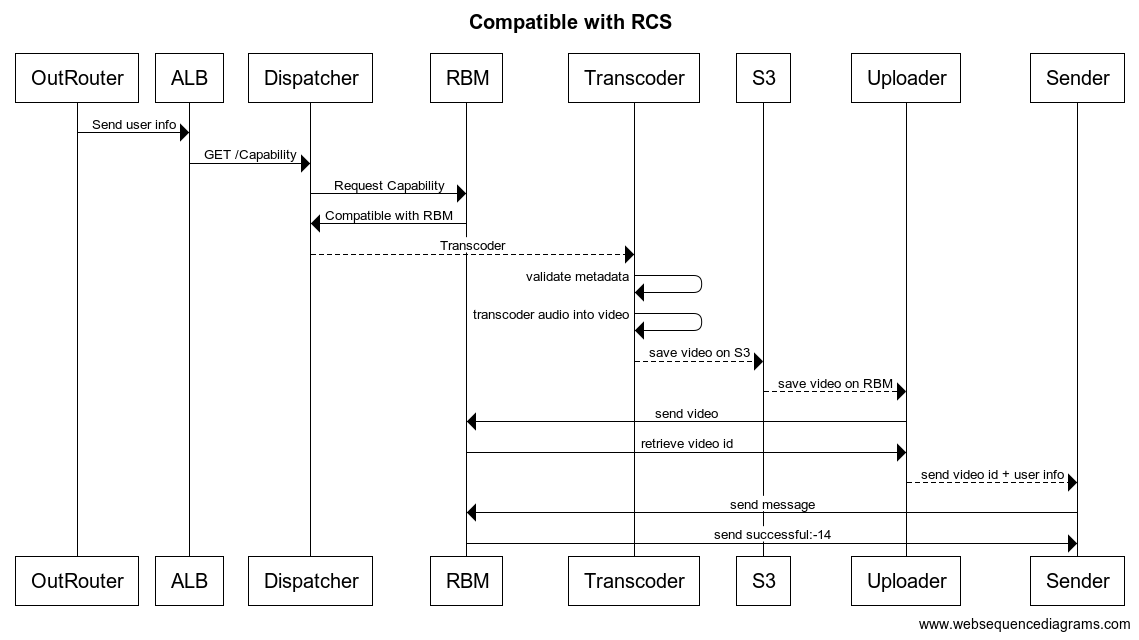 Compatible with RCS
OutRouter ALB Dispatcher RBM Transcoder S3 Uploader Sender
Send user info
GET /Capability
Request Capability
Compatible with RBM
Transcoder
validate metadata
transcoder audio into video
save video on S3
save video on RBM
send video
retrieve video id
send video id + user info
send message
send successful:-14
OutRouter ALB Dispatcher RBM Transcoder S3 Uploader Sender
www.websequencediagrams.com